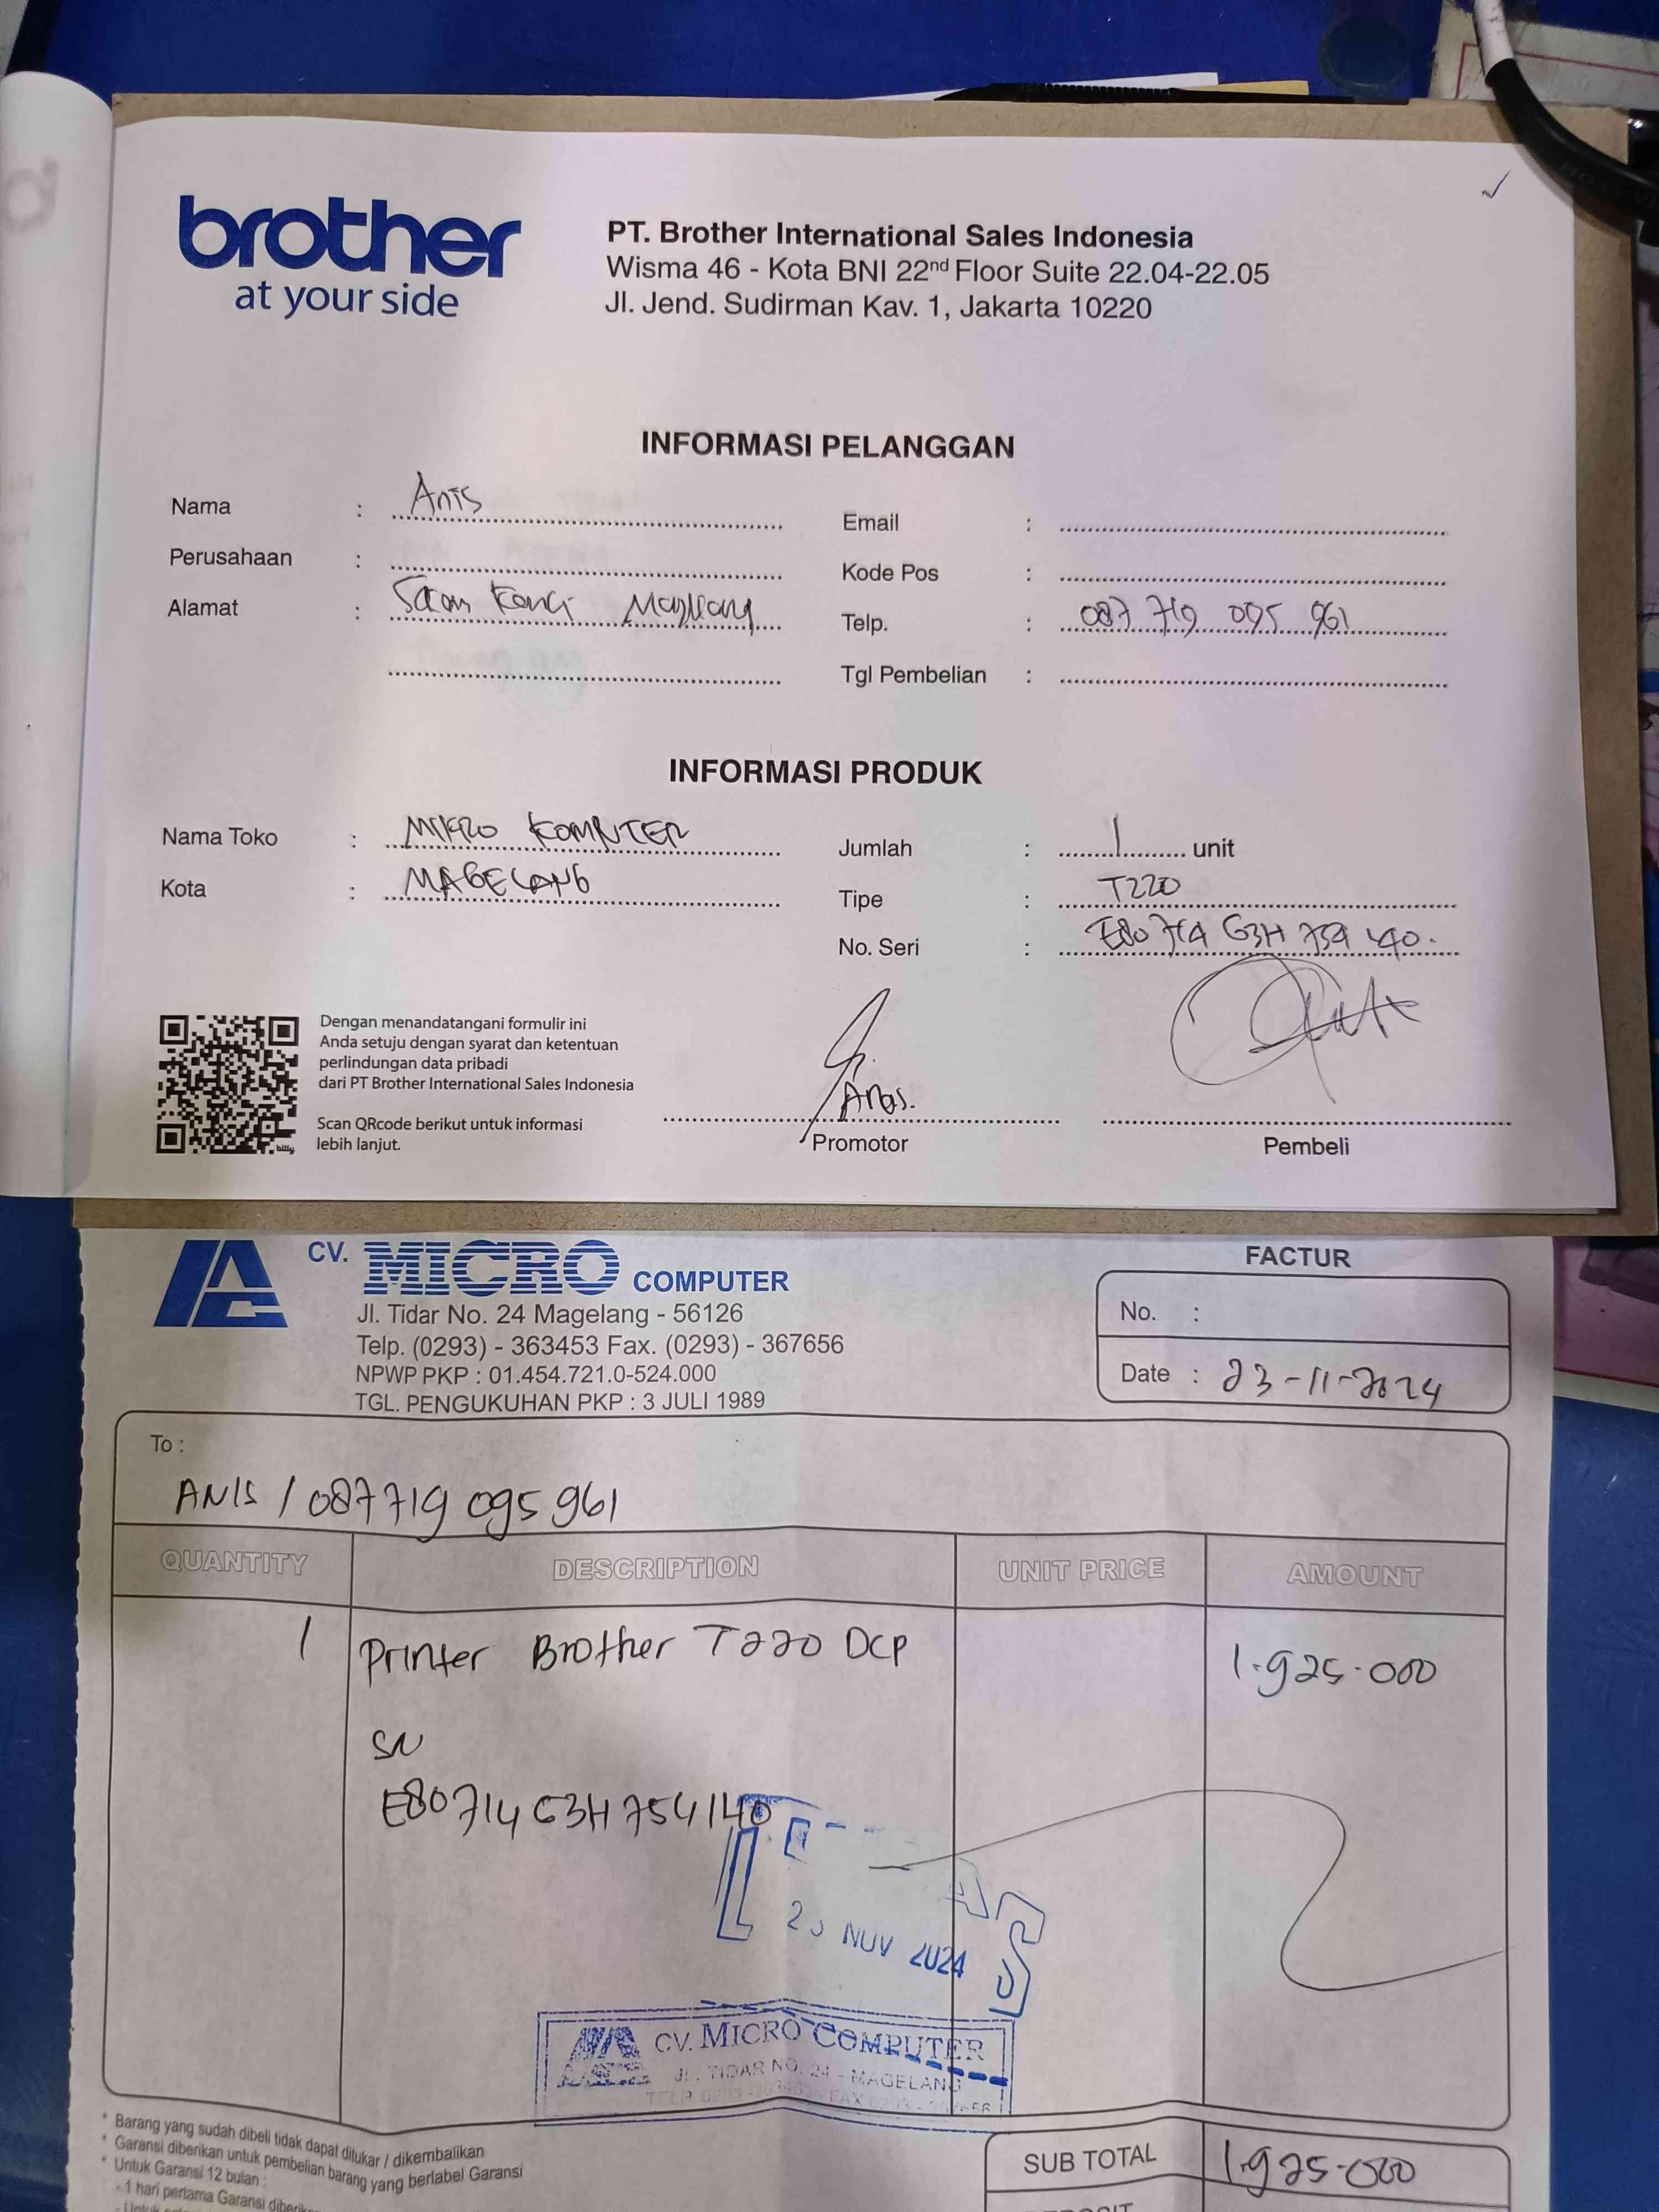 brother
at your side
PT. Brother International Sales Indonesia
Wisma 46 - Kota BNI 22nd Floor Suite 22.04-22.05
Jl. Jend. Sudirman Kav. 1, Jakarta 10220
INFORMASI PELANGGAN
Nama : Anis
Perusahaan :
Alamat :
Email :
Kode Pos :
Telp. : 087 719 095 961
Tgl Pembelian :
INFORMASI PRODUK
Nama Toko : MIKRO KOMPUTER
Kota : MAGELANG
Jumlah : 1 unit
Tipe : T220
No. Seri : E80 714 G3H
Dengan menandatangani formulir ini
Anda setuju dengan syarat dan ketentuan
perlindungan data pribadi
dari PT Brother International Sales Indonesia
Scan QRcode berikut untuk informasi
lebih lanjut.
Anas.
Promotor
Pembeli
CV. MICRO COMPUTER
Jl. Tidar No. 24 Magelang - 56126
Telp. (0293) - 363453 Fax. (0293) - 367656
NPWP PKP : 01.454.721.0-524.000
TGL. PENGUKUHAN PKP : 3 JULI 1989
FACTUR
No. :
Date : 23-11-2024
To :
ANIS / 087719 095 961
QUANTITY DESCRIPTION UNIT PRICE AMOUNT
1 Printer Brother T220 DCP 1.925.000
SN
E80714G3H754140
NOV 2024
CV. MICRO COMPUTER
JL. TIDAR NO. 24 - MAGELANG
* Barang yang sudah dibeli tidak dapat ditukar / dikembalikan
* Garansi diberikan untuk pembelian barang yang berlabel Garansi
* Untuk Garansi 12 bulan :
- 1 hari pertama Garansi
SUB TOTAL 1.925.000